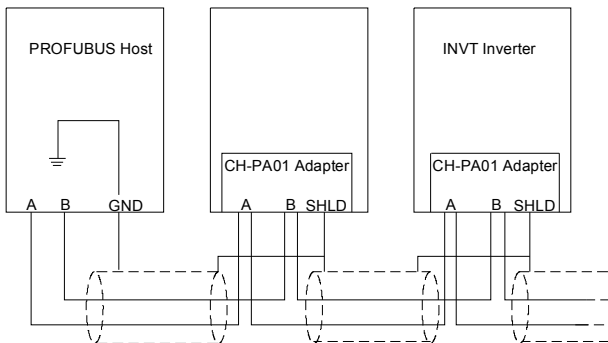 PROFUBUS Host
INVT Inverter
CH-PA01 Adapter
CH-PA01 Adapter
A B GND
A B SHLD
A B SHLD